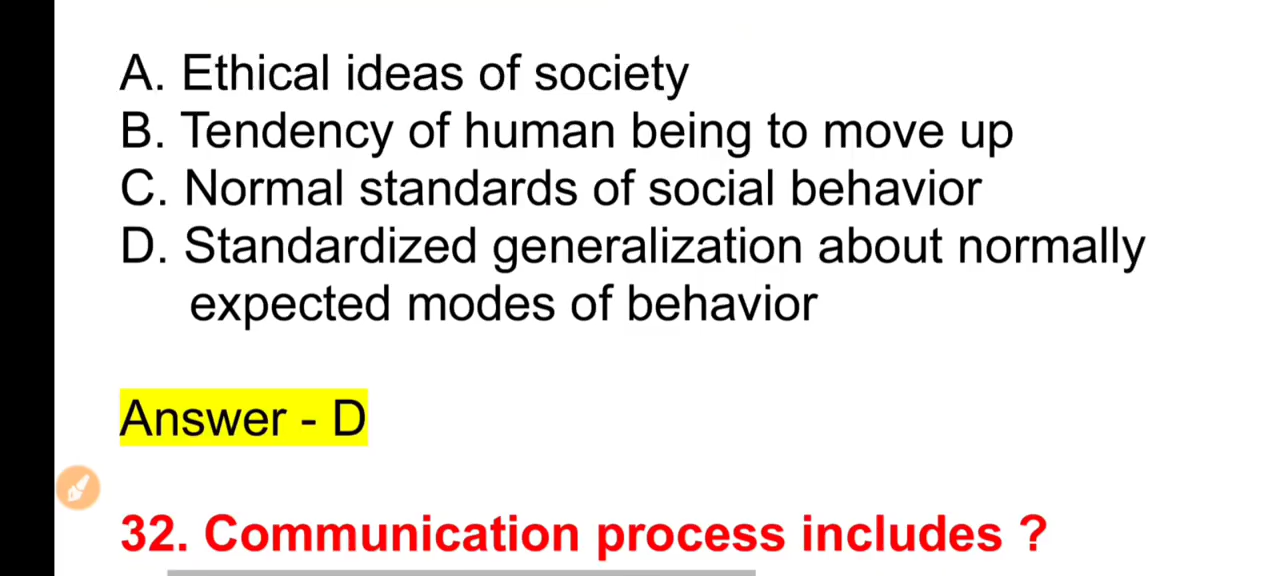 A. Ethical ideas of society
B. Tendency of human being to move up
C. Normal standards of social behavior
D. Standardized generalization about normally
expected modes of behavior
Answer - D
32. Communication process includes ?